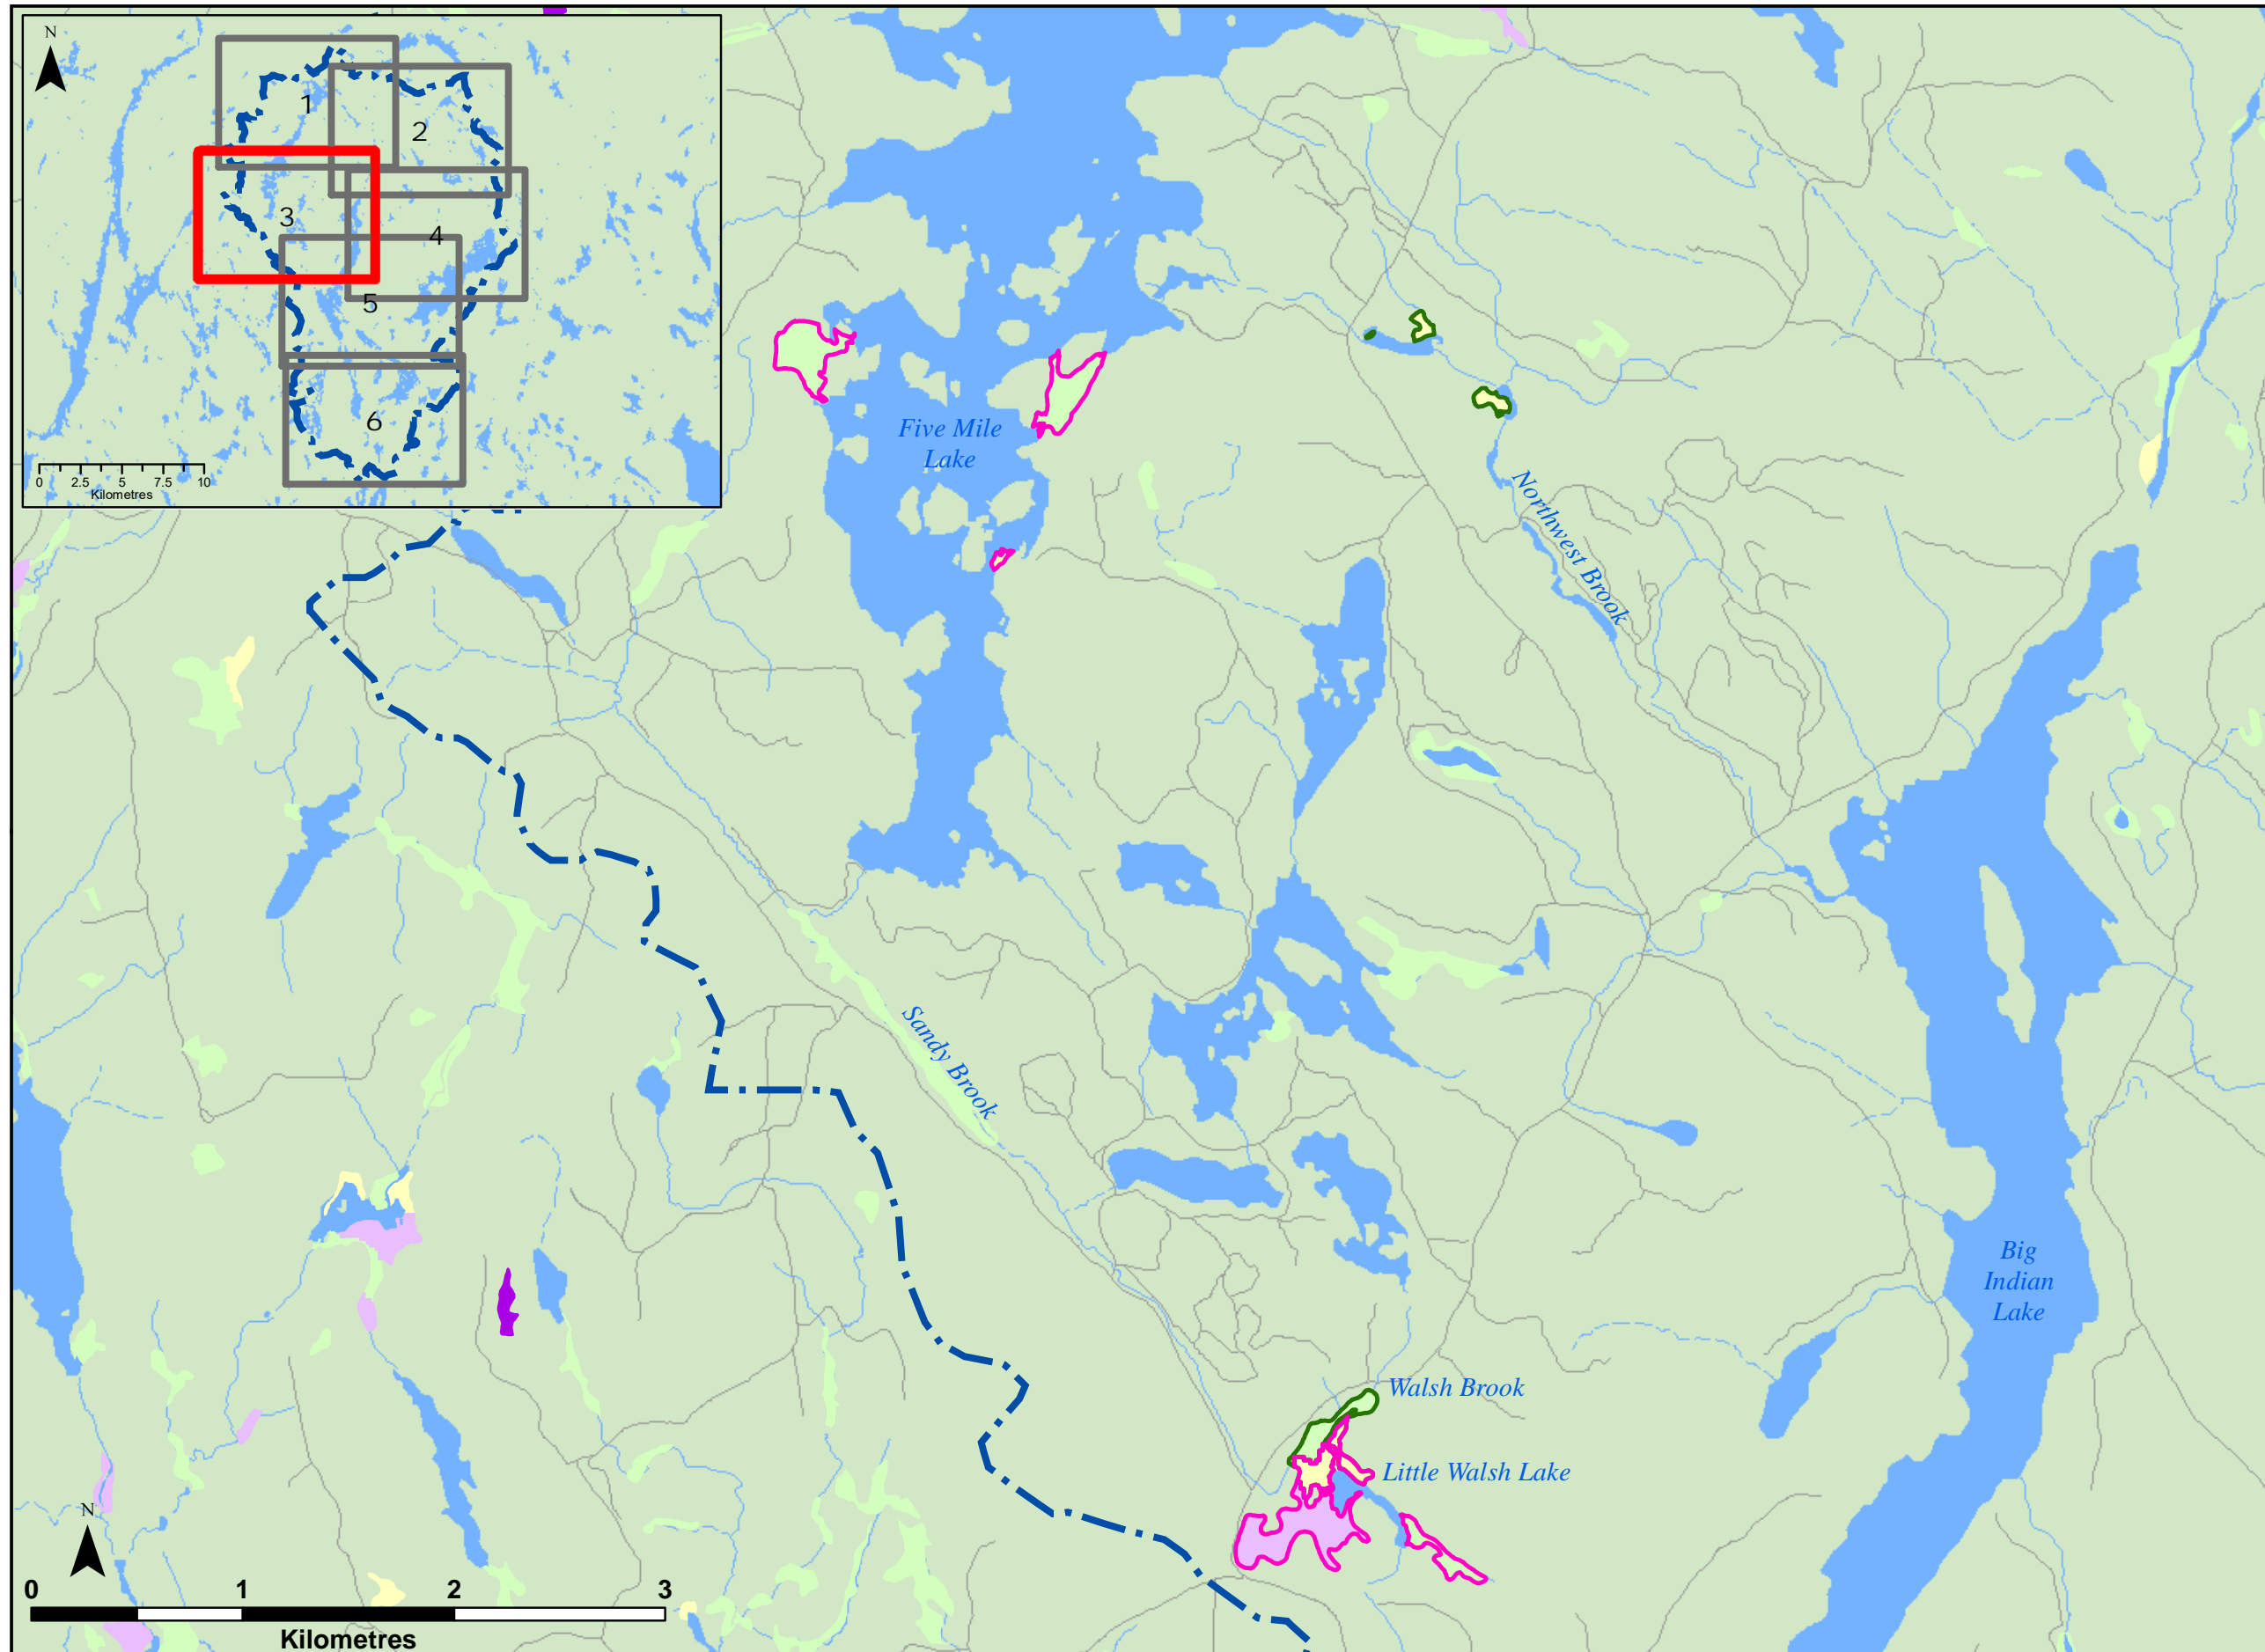 N
1
2
3
4
5
6
0 2.5 5 7.5 10
Kilometres
Five Mile
Lake
Northwest Brook
Sandy Brook
Big
Indian
Lake
Walsh Brook
Little Walsh Lake
N
0 1 2 3
Kilometres